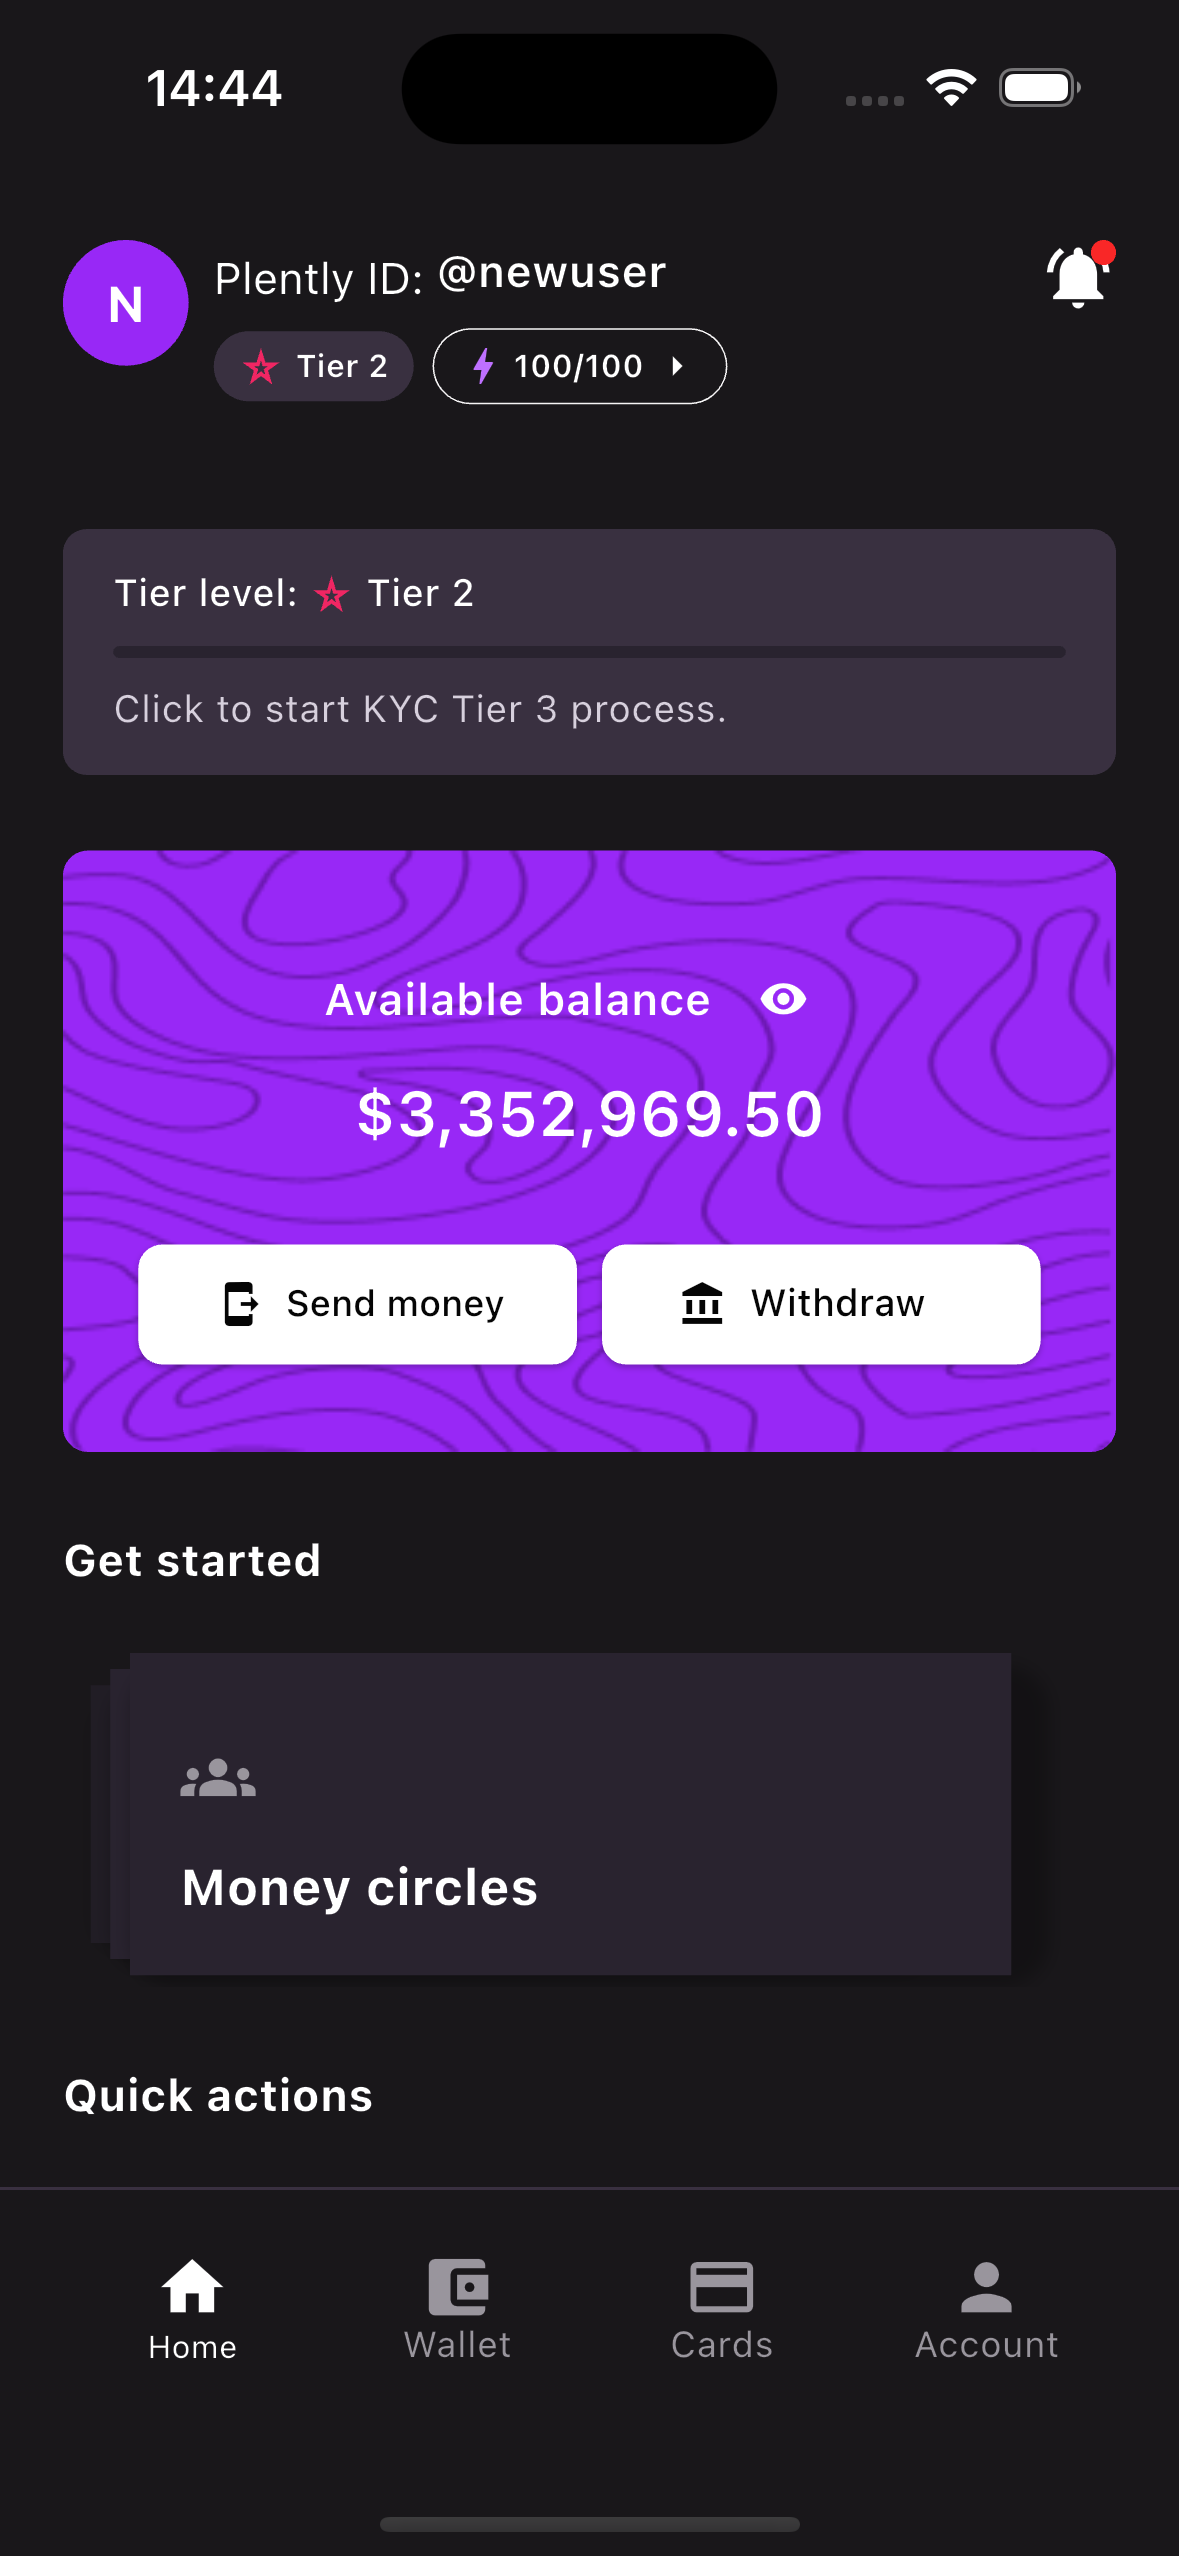 14:44
N
Plently ID: @newuser
Tier 2
100/100
Tier level: Tier 2
Click to start KYC Tier 3 process.
Available balance
$3,352,969.50
Send money
Withdraw
Get started
Money circles
Quick actions
Home
Wallet
Cards
Account